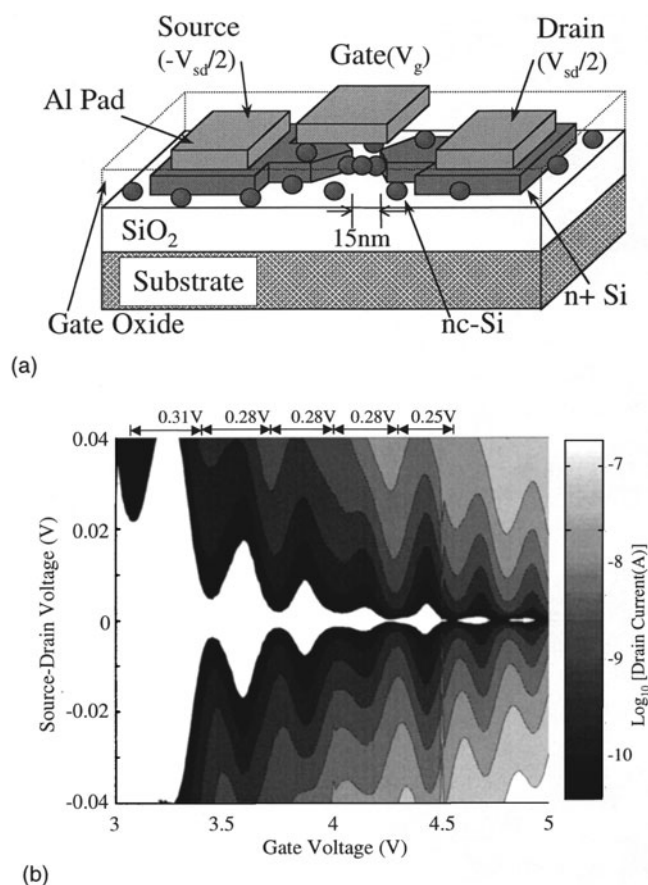 Source
(-V_sd/2)
Gate(V_g)
Drain
(V_sd/2)
Al Pad
15nm
SiO₂
Substrate
Gate Oxide
nc-Si
n+ Si
(a)
0.31V 0.28V 0.28V 0.28V 0.25V
0.04
0.02
0
-0.02
-0.04
Source-Drain Voltage (V)
3 3.5 4 4.5 5
Gate Voltage (V)
-7
-8
-9
-10
Log₁₀ [Drain Current(A)]
(b)